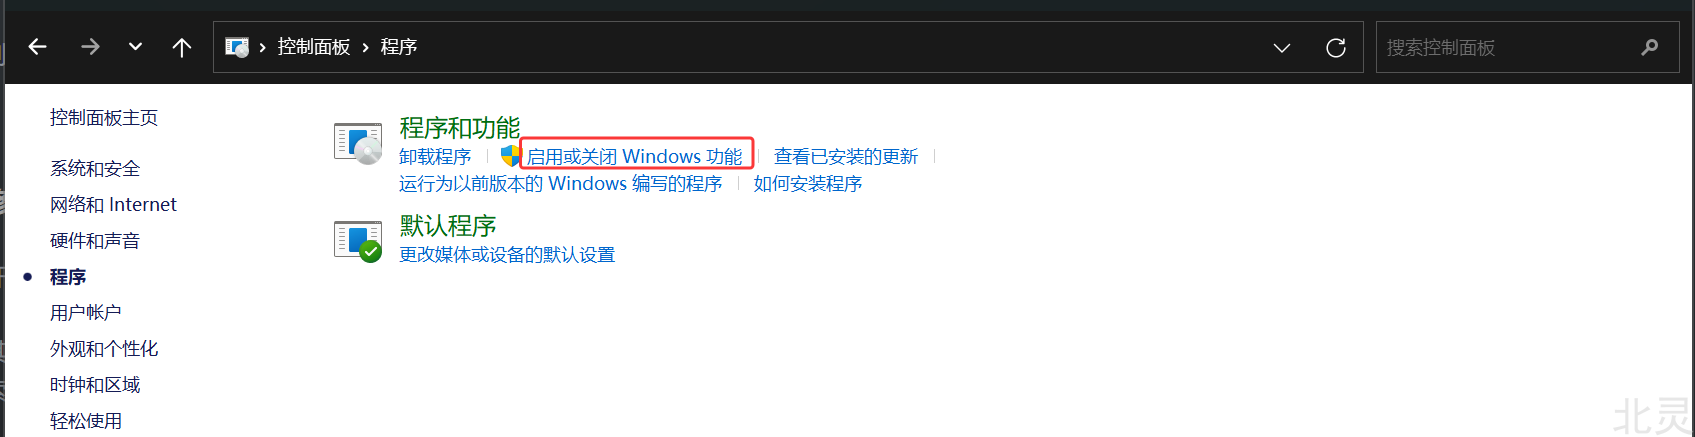 控制面板 › 程序
搜索控制面板
控制面板主页
系统和安全
网络和 Internet
硬件和声音
程序
用户帐户
外观和个性化
时钟和区域
轻松使用
程序和功能
卸载程序 启用或关闭 Windows 功能 查看已安装的更新
运行为以前版本的 Windows 编写的程序 如何安装程序
默认程序
更改媒体或设备的默认设置
北灵